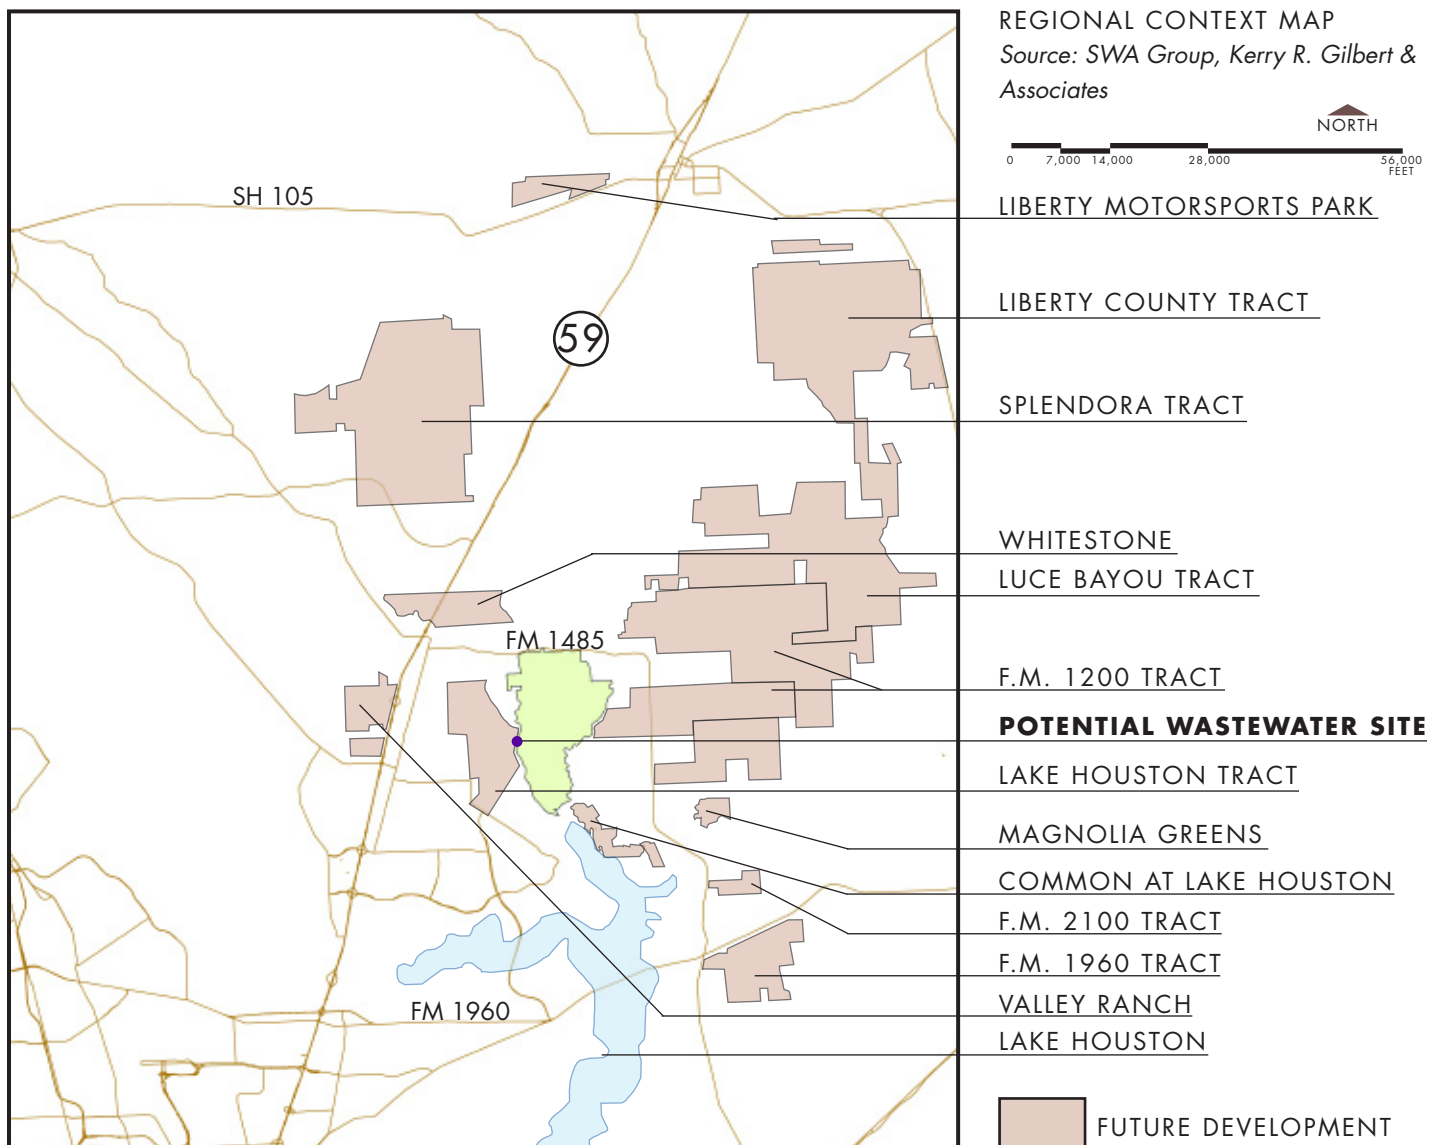 REGIONAL CONTEXT MAP
Source: SWA Group, Kerry R. Gilbert &
Associates
NORTH
0 7,000 14,000 28,000 56,000
FEET
SH 105
LIBERTY MOTORSPORTS PARK
LIBERTY COUNTY TRACT
59
SPLENDORA TRACT
WHITESTONE
LUCE BAYOU TRACT
FM 1485
F.M. 1200 TRACT
POTENTIAL WASTEWATER SITE
LAKE HOUSTON TRACT
MAGNOLIA GREENS
COMMON AT LAKE HOUSTON
F.M. 2100 TRACT
F.M. 1960 TRACT
VALLEY RANCH
FM 1960
LAKE HOUSTON
FUTURE DEVELOPMENT